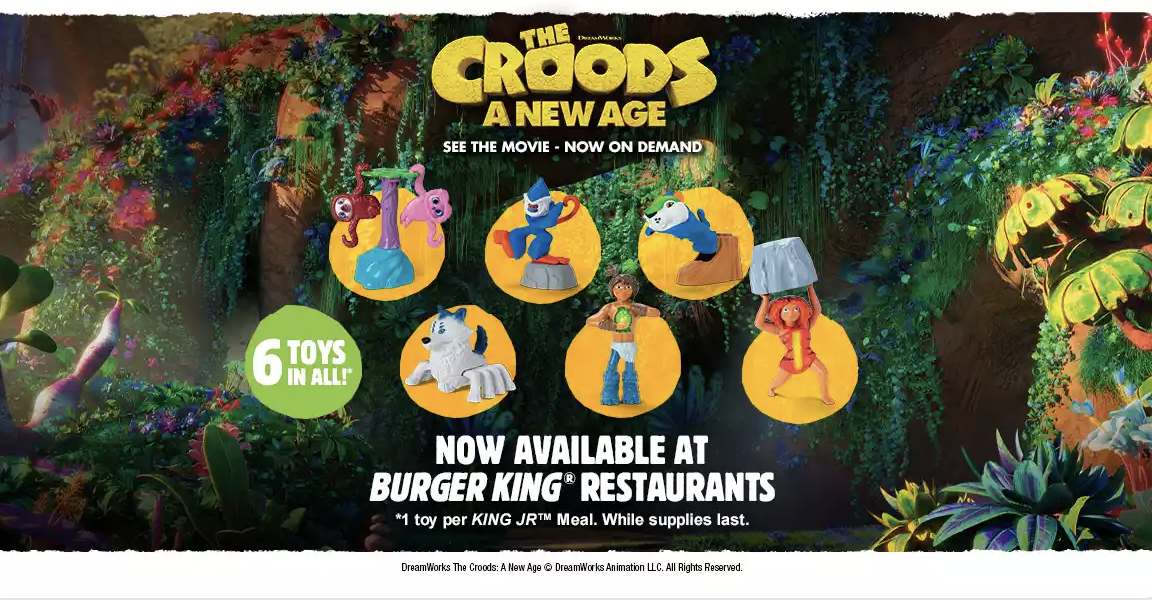 THE
DREAMWORKS
CROODS
A NEW AGE
SEE THE MOVIE - NOW ON DEMAND
6 TOYS
IN ALL!*
NOW AVAILABLE AT
BURGER KING® RESTAURANTS
*1 toy per KING JR™ Meal. While supplies last.
DreamWorks The Croods: A New Age © DreamWorks Animation LLC. All Rights Reserved.